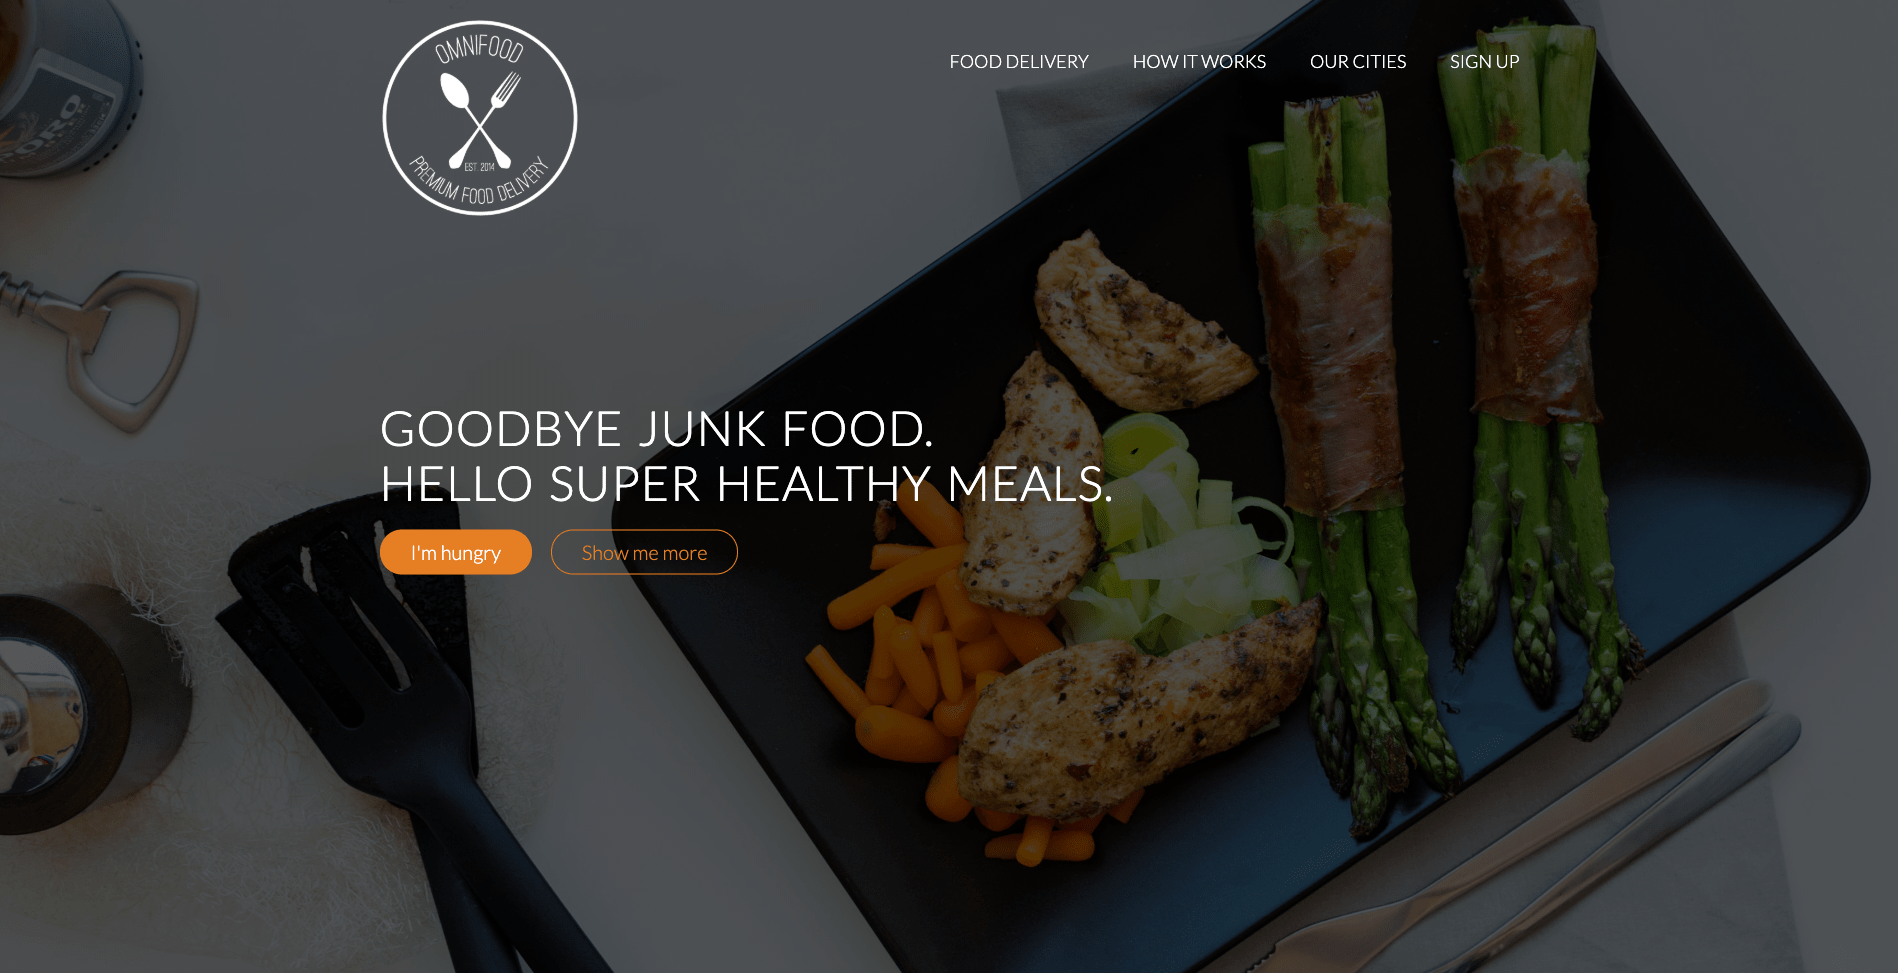 OMNIFOOD
EST. 2014
PREMIUM FOOD DELIVERY
FOOD DELIVERY HOW IT WORKS OUR CITIES SIGN UP
GOODBYE JUNK FOOD.
HELLO SUPER HEALTHY MEALS.
I'm hungry Show me more